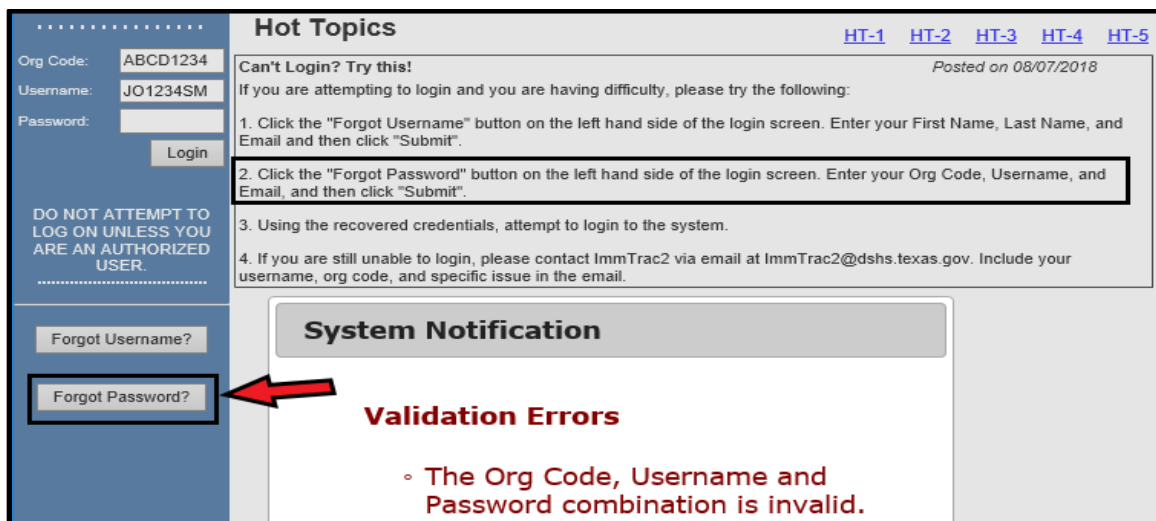 Org Code: ABCD1234
Username: JO1234SM
Password:
Login
DO NOT ATTEMPT TO
LOG ON UNLESS YOU
ARE AN AUTHORIZED
USER.
Forgot Username?
Forgot Password?
Hot Topics
HT-1 HT-2 HT-3 HT-4 HT-5
Can't Login? Try this! Posted on 08/07/2018
If you are attempting to login and you are having difficulty, please try the following:
1. Click the "Forgot Username" button on the left hand side of the login screen. Enter your First Name, Last Name, and
Email and then click "Submit".
2. Click the "Forgot Password" button on the left hand side of the login screen. Enter your Org Code, Username, and
Email, and then click "Submit".
3. Using the recovered credentials, attempt to login to the system.
4. If you are still unable to login, please contact ImmTrac2 via email at ImmTrac2@dshs.texas.gov. Include your
username, org code, and specific issue in the email.
System Notification
Validation Errors
◦ The Org Code, Username and
Password combination is invalid.